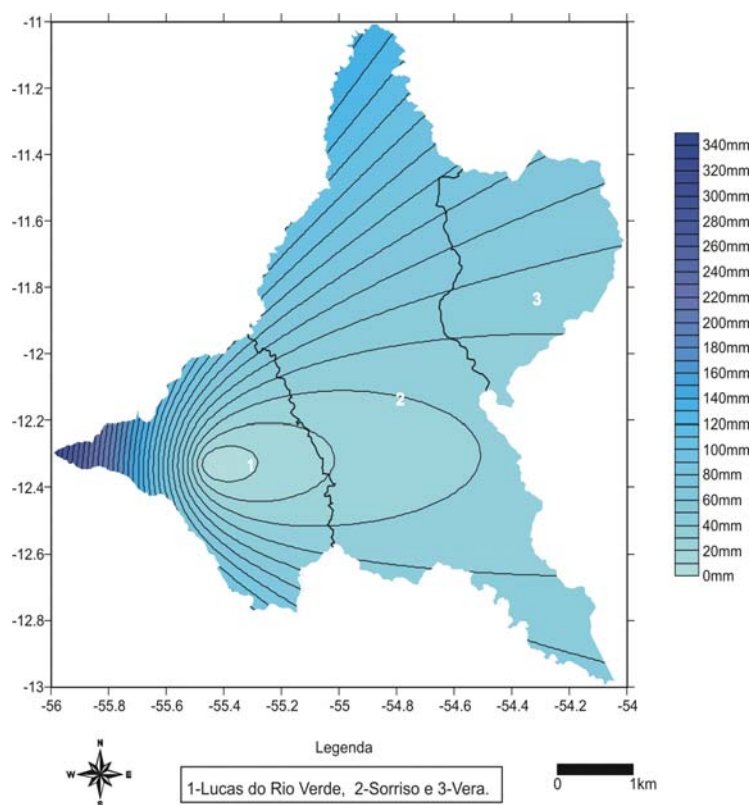 -11
-11.2
-11.4
-11.6
-11.8
-12
-12.2
-12.4
-12.6
-12.8
-13
-56 -55.8 -55.6 -55.4 -55.2 -55 -54.8 -54.6 -54.4 -54.2 -54
3
2
1
340mm
320mm
300mm
280mm
260mm
240mm
220mm
200mm
180mm
160mm
140mm
120mm
100mm
80mm
60mm
40mm
20mm
0mm
Legenda
N
W E
S
1-Lucas do Rio Verde, 2-Sorriso e 3-Vera.
0 1km